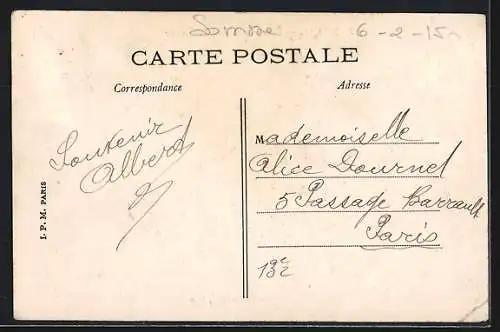 Somme 6-2-15
CARTE POSTALE
Correspondance
Adresse
Souvenir
Albert
I. P. M. PARIS
Mademoiselle
Alice Dournel
5 Passage Barrault
Paris
13e